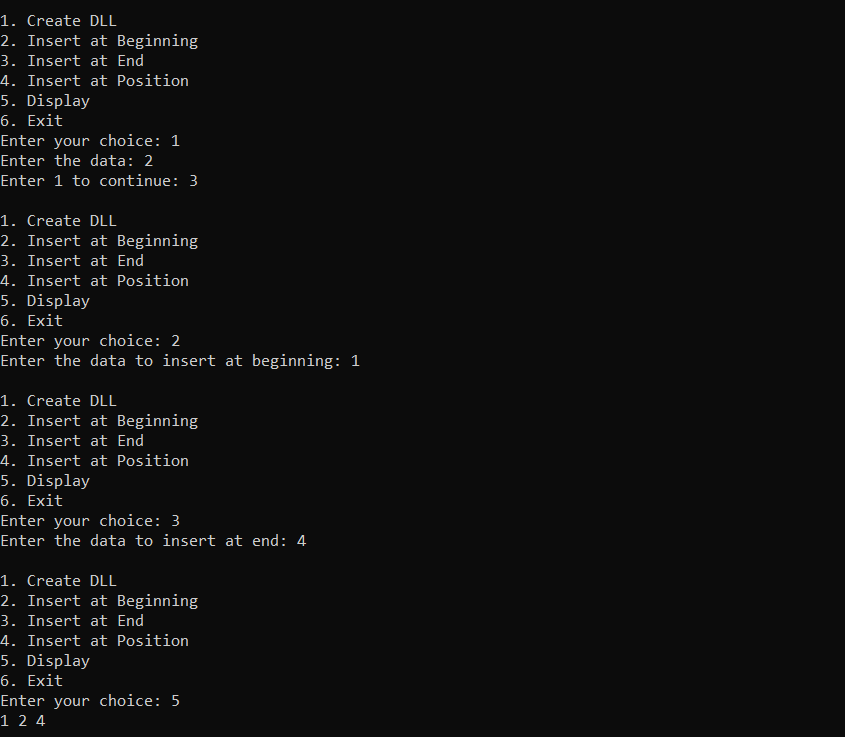 1. Create DLL
2. Insert at Beginning
3. Insert at End
4. Insert at Position
5. Display
6. Exit
Enter your choice: 1
Enter the data: 2
Enter 1 to continue: 3
1. Create DLL
2. Insert at Beginning
3. Insert at End
4. Insert at Position
5. Display
6. Exit
Enter your choice: 2
Enter the data to insert at beginning: 1
1. Create DLL
2. Insert at Beginning
3. Insert at End
4. Insert at Position
5. Display
6. Exit
Enter your choice: 3
Enter the data to insert at end: 4
1. Create DLL
2. Insert at Beginning
3. Insert at End
4. Insert at Position
5. Display
6. Exit
Enter your choice: 5
1 2 4